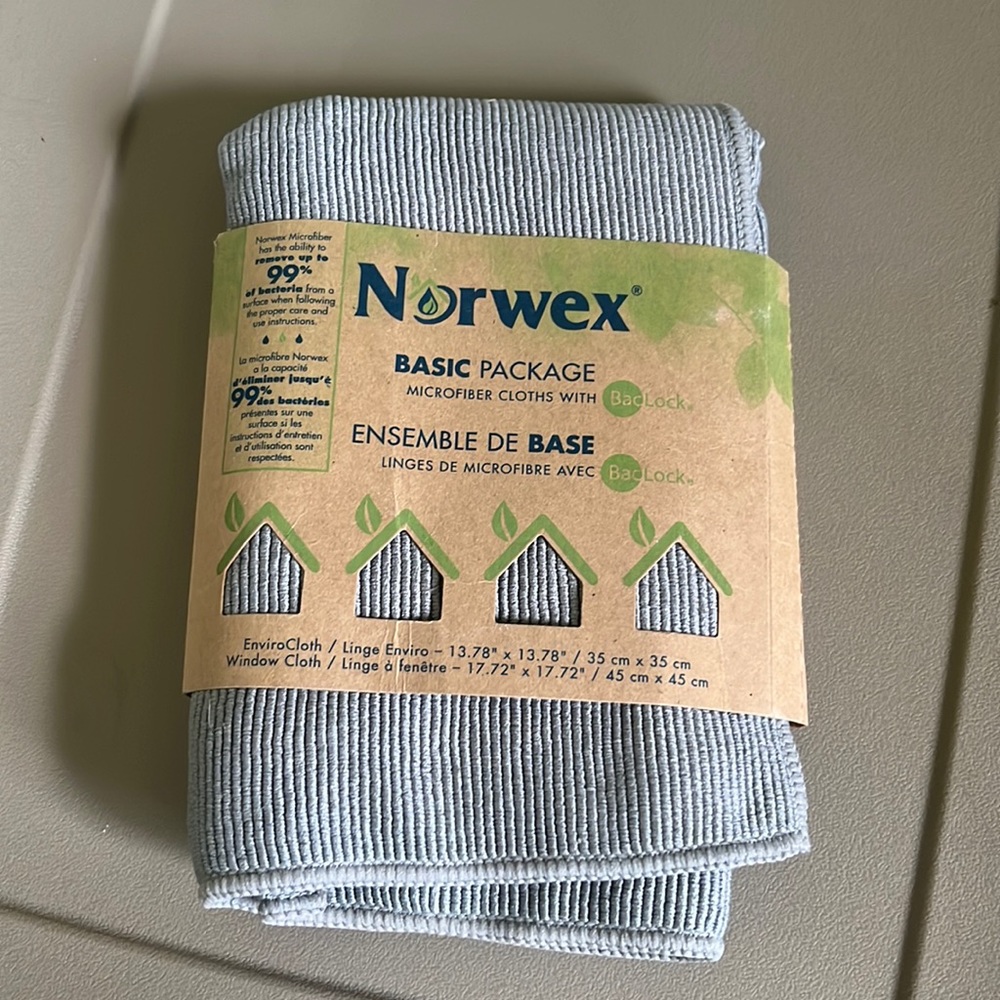 Norwex Microfiber
has the ability to
remove up to
99%
of bacteria from a
surface when following
the proper care and
use instructions.
La microfibre Norwex
a la capacité
d'éliminer jusqu'à
99% des bactéries
présentes sur une
surface si les
instructions d'entretien
et d'utilisation sont
respectées.
Norwex®
BASIC PACKAGE
MICROFIBER CLOTHS WITH BacLock®
ENSEMBLE DE BASE
LINGES DE MICROFIBRE AVEC BacLock®
EnviroCloth / Linge Enviro – 13.78" x 13.78" / 35 cm x 35 cm
Window Cloth / Linge à fenêtre – 17.72" x 17.72" / 45 cm x 45 cm